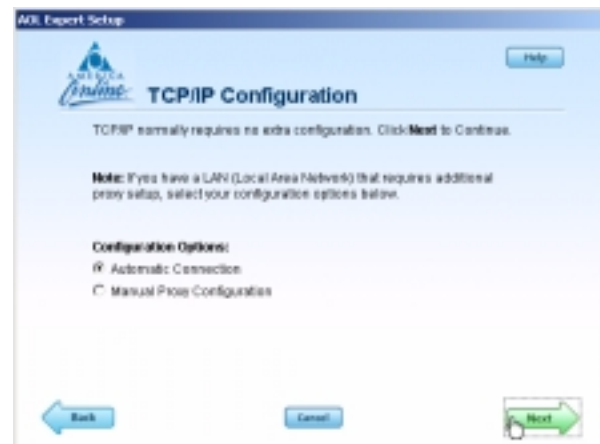 AOL Expert Setup
Help
AMERICA
Online
TCP/IP Configuration
TCP/IP normally requires no extra configuration. Click Next to Continue.
Note: If you have a LAN (Local Area Network) that requires additional
proxy setup, select your configuration options below.
Configuration Options:
Automatic Connection
Manual Proxy Configuration
Back
Cancel
Next